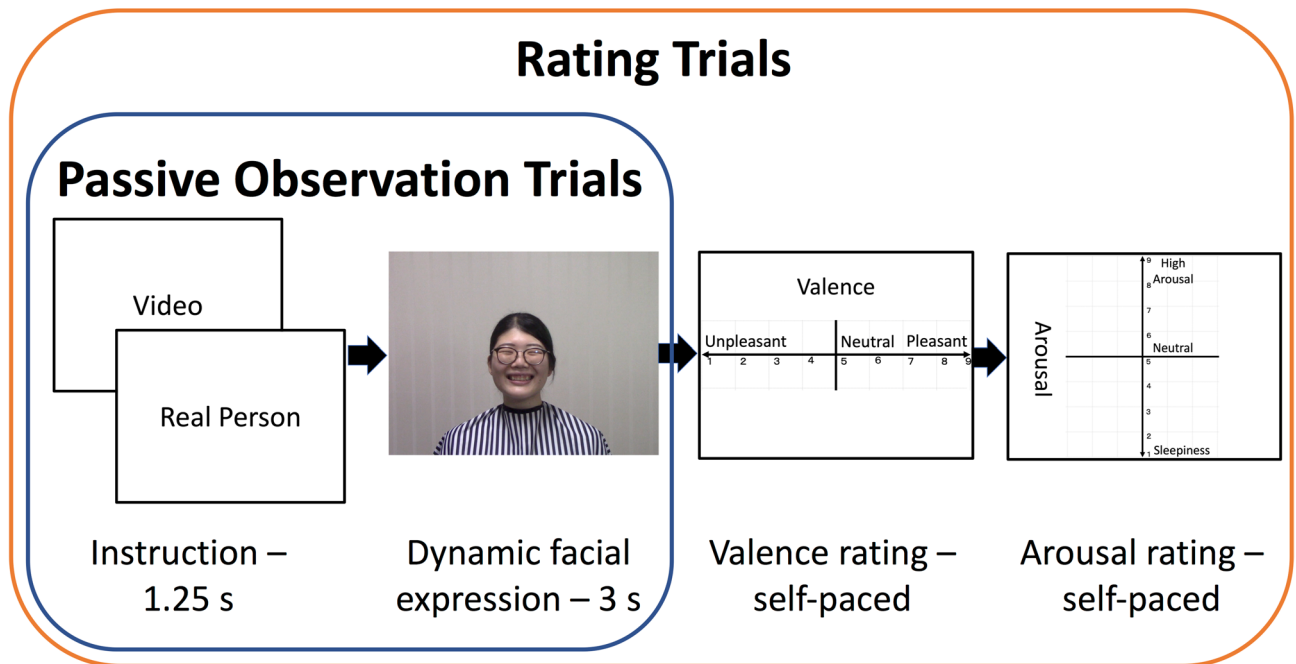 Rating Trials
Passive Observation Trials
Video
Real Person
Valence
Unpleasant
Neutral
Pleasant
1 2 3 4 5 6 7 8 9
Arousal
9
High
8
Arousal
7
6
Neutral
5
4
3
2
1
Sleepiness
Instruction –
1.25 s
Dynamic facial
expression – 3 s
Valence rating –
self-paced
Arousal rating –
self-paced